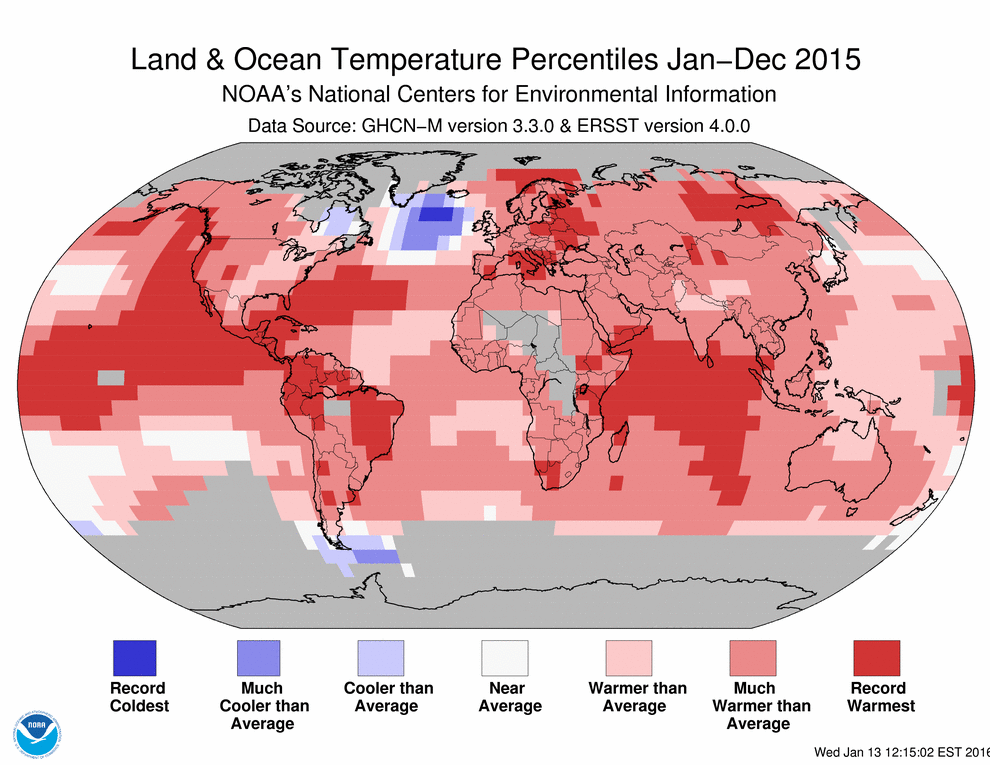 Land & Ocean Temperature Percentiles Jan–Dec 2015
NOAA's National Centers for Environmental Information
Data Source: GHCN–M version 3.3.0 & ERSST version 4.0.0
Record
Coldest
Much
Cooler than
Average
Cooler than
Average
Near
Average
Warmer than
Average
Much
Warmer than
Average
Record
Warmest
NOAA
Wed Jan 13 12:15:02 EST 2016